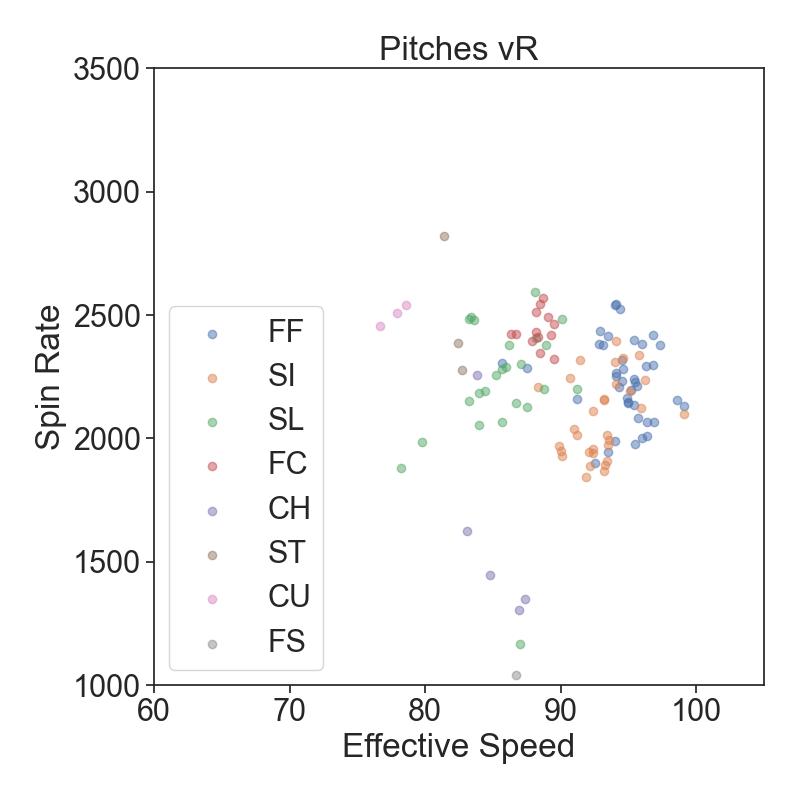 Pitches vR
3500
3000
2500
2000
1500
1000
Spin Rate
FF
SI
SL
FC
CH
ST
CU
FS
60 70 80 90 100
Effective Speed